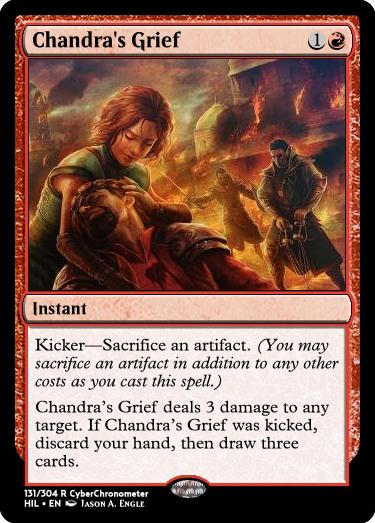 Chandra's Grief 1
Instant
Kicker—Sacrifice an artifact. (You may
sacrifice an artifact in addition to any other
costs as you cast this spell.)
Chandra's Grief deals 3 damage to any
target. If Chandra's Grief was kicked,
discard your hand, then draw three
cards.
131/304 R CyberChronometer
HIL • EN Jason A. Engle